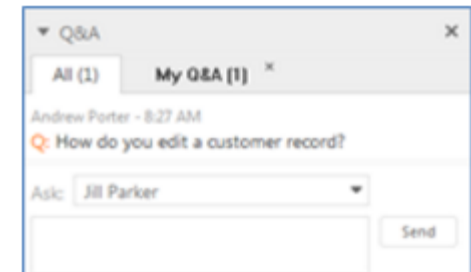 Q&A
All (1) My Q&A (1)
Andrew Porter - 8:27 AM
Q: How do you edit a customer record?
Ask: Jill Parker
Send